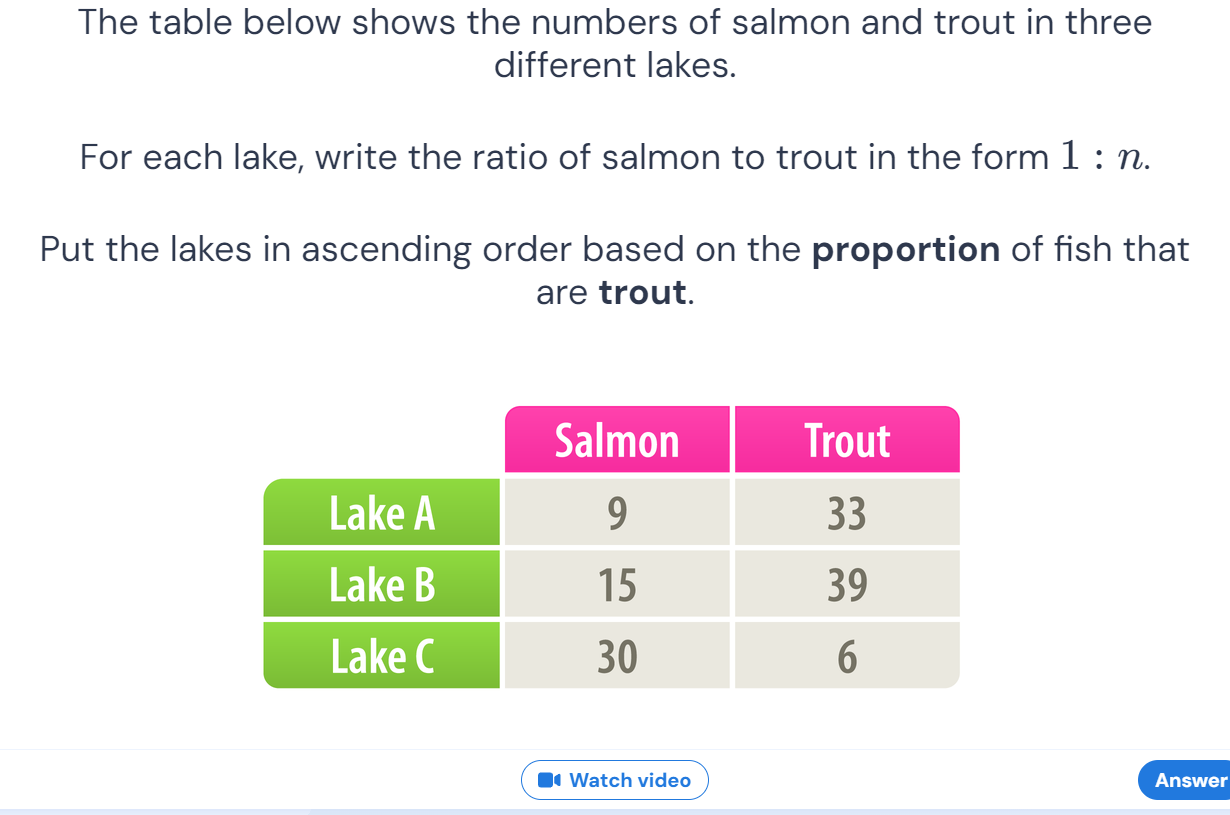 The table below shows the numbers of salmon and trout in three
different lakes.
For each lake, write the ratio of salmon to trout in the form 1 : n.
Put the lakes in ascending order based on the proportion of fish that
are trout.
Salmon Trout
Lake A 9 33
Lake B 15 39
Lake C 30 6
Watch video Answer